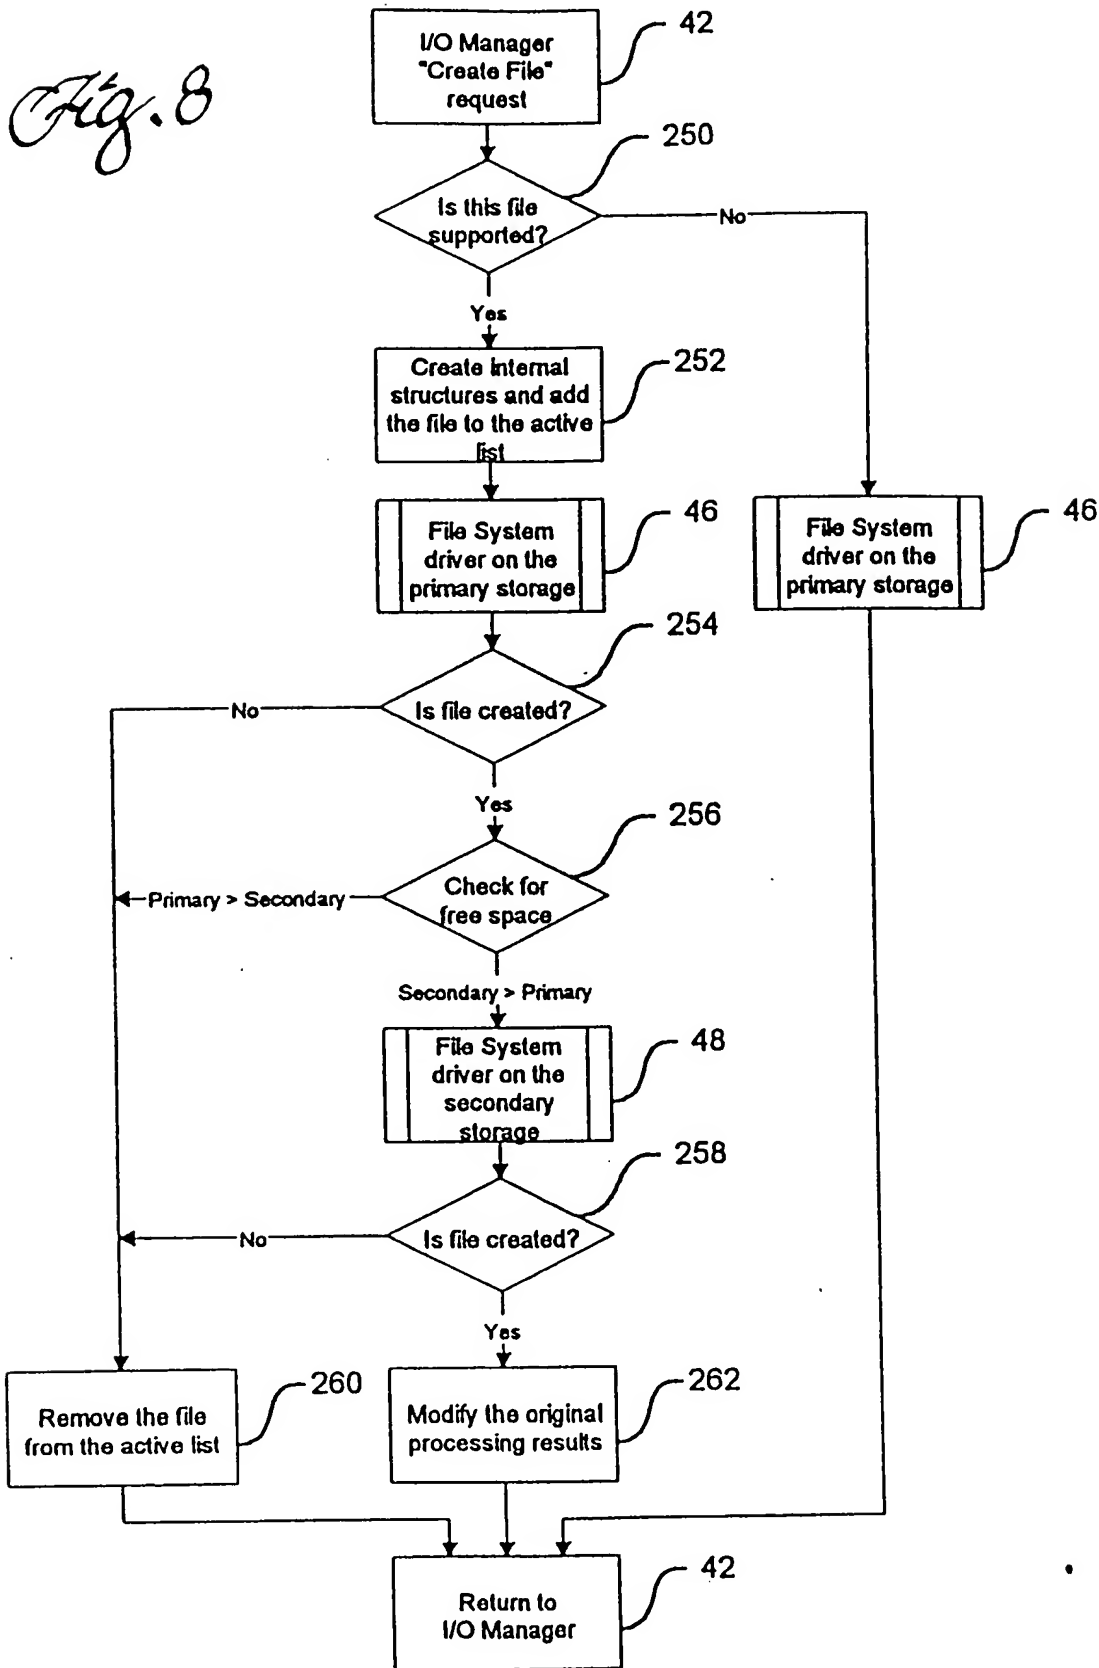 Fig. 8
I/O Manager
"Create File"
request
42
250
Is this file
supported?
No
Yes
Create internal
structures and add
the file to the active
list
252
File System
driver on the
primary storage
46
File System
driver on the
primary storage
46
254
Is file created?
No
Yes
256
Check for
free space
Primary > Secondary
Secondary > Primary
File System
driver on the
secondary
storage
48
258
Is file created?
No
Yes
Remove the file
from the active list
260
Modify the original
processing results
262
Return to
I/O Manager
42